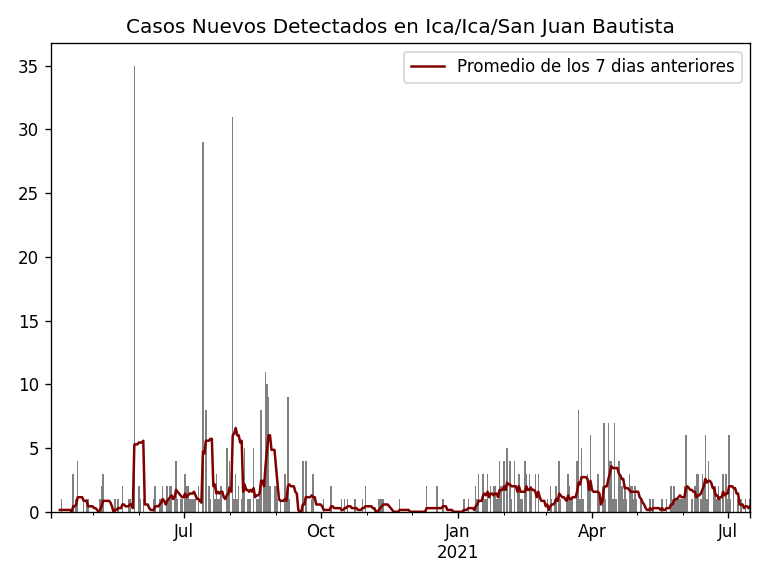 Casos Nuevos Detectados en Ica/Ica/San Juan Bautista
Promedio de los 7 dias anteriores
35
30
25
20
15
10
5
0
Jul
Oct
Jan
2021
Apr
Jul